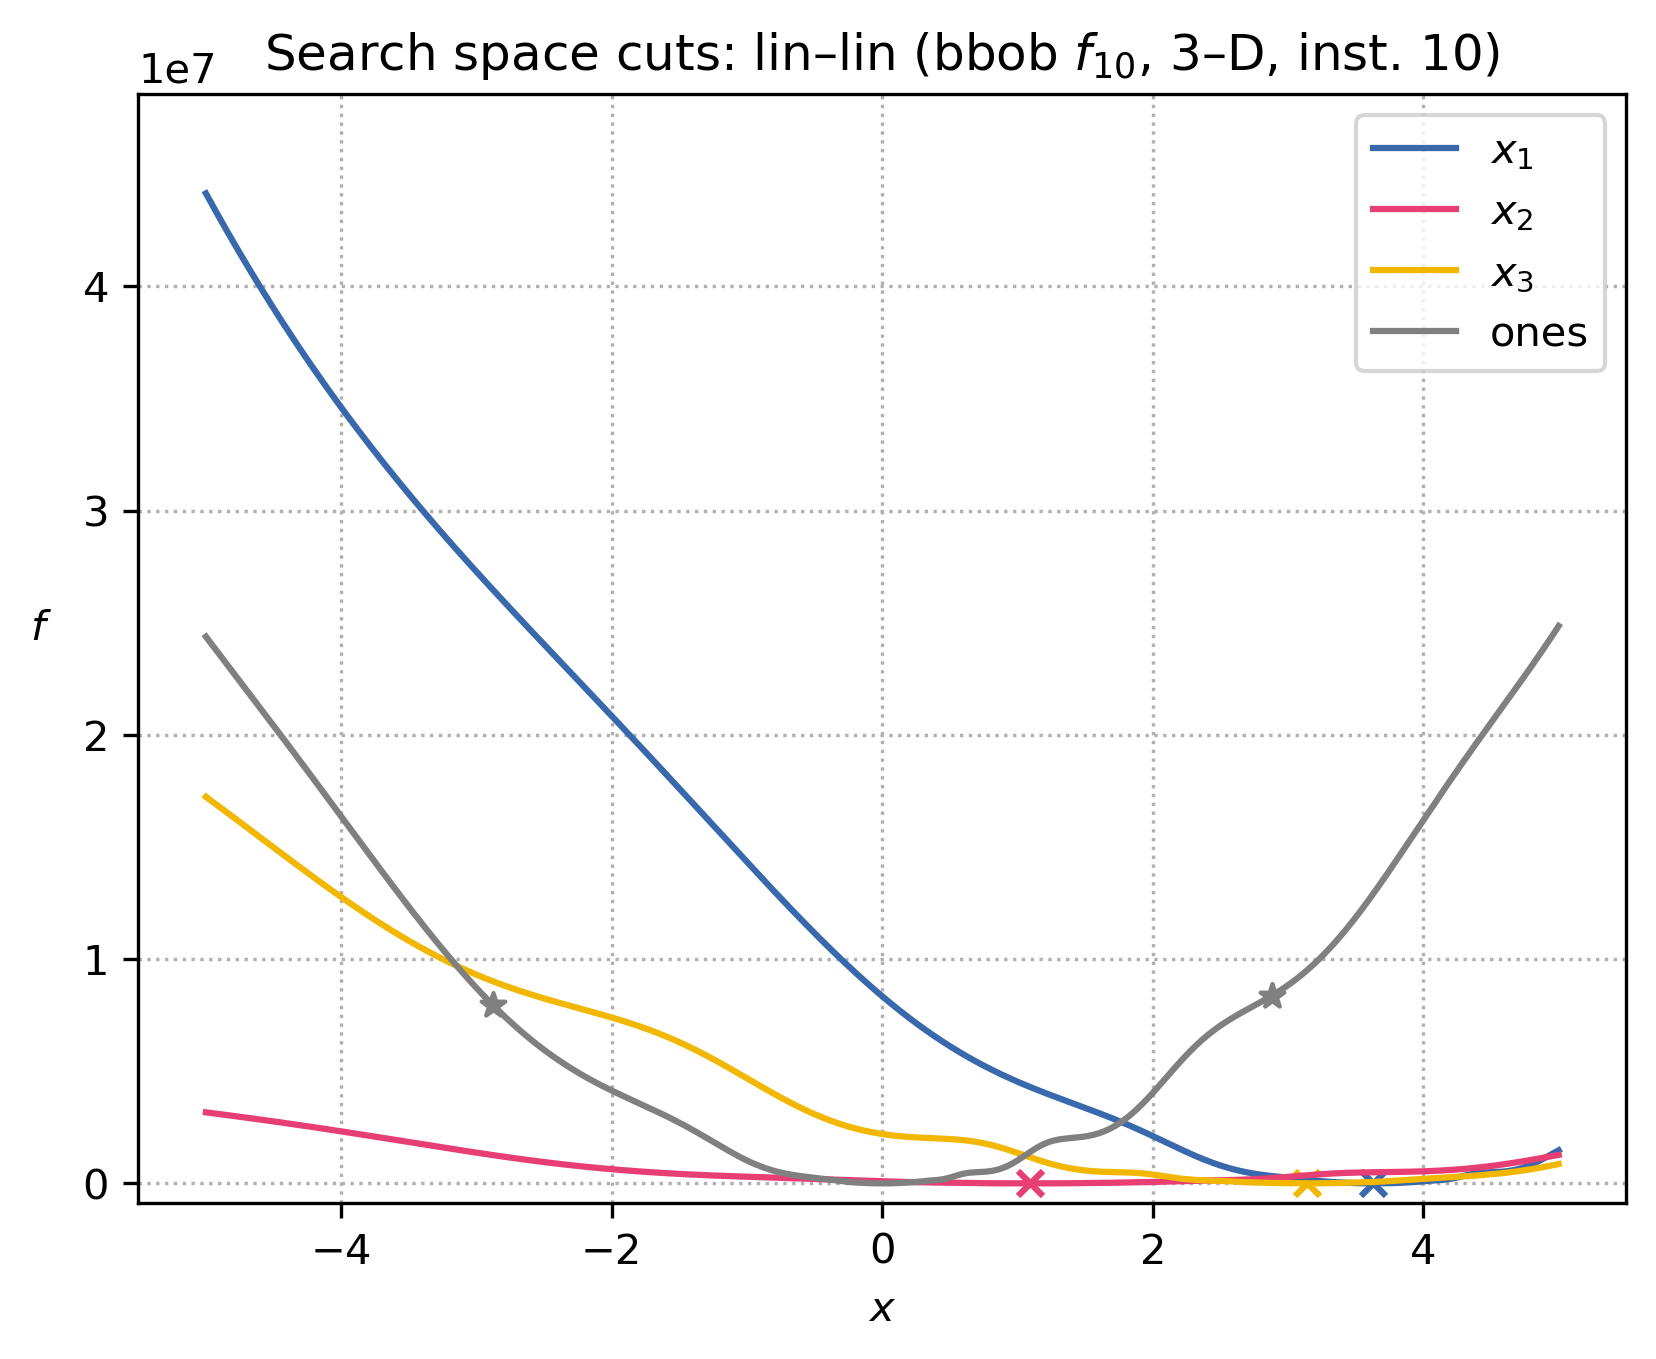 Search space cuts: lin–lin (bbob f₁₀, 3–D, inst. 10)
1e7
x₁
x₂
x₃
ones
4
3
2
1
0
f
−4 −2 0 2 4
x